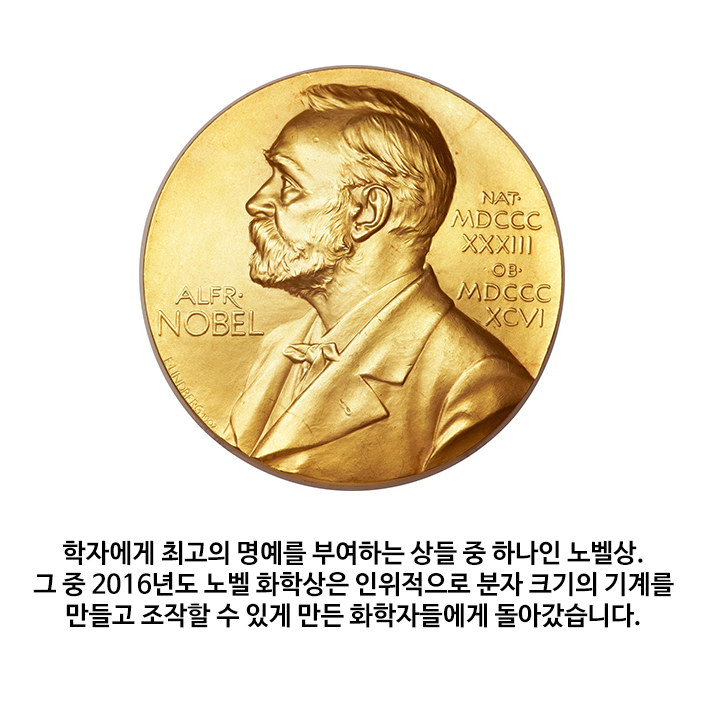 NAT·
MDCCC
XXXIII
OB·
MDCCC
XCVI
ALFR·
NOBEL
학자에게 최고의 명예를 부여하는 상들 중 하나인 노벨상.
그 중 2016년도 노벨 화학상은 인위적으로 분자 크기의 기계를
만들고 조작할 수 있게 만든 화학자들에게 돌아갔습니다.